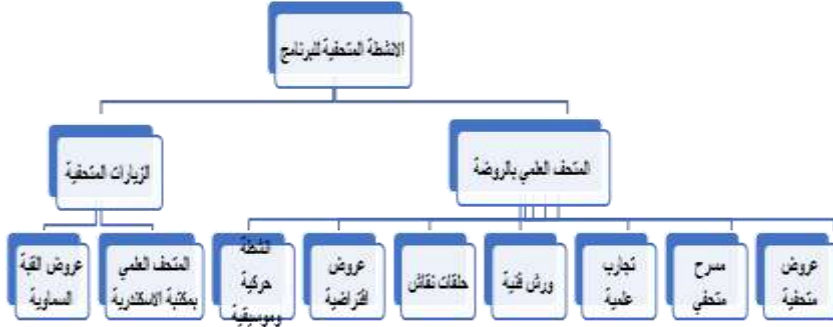 الانشطة المتحفية للبرنامج
المتحف العلمي بالروضة
الزيارات المتحفية
عروض
متحفية
مسرح
متحفي
تجارب
علمية
ورش فنية
حلقات نقاش
عروض
افتراضية
انشطة
حركية
وموسيقية
المتحف العلمي
بمكتبة الاسكندرية
عروض القبة
السماوية